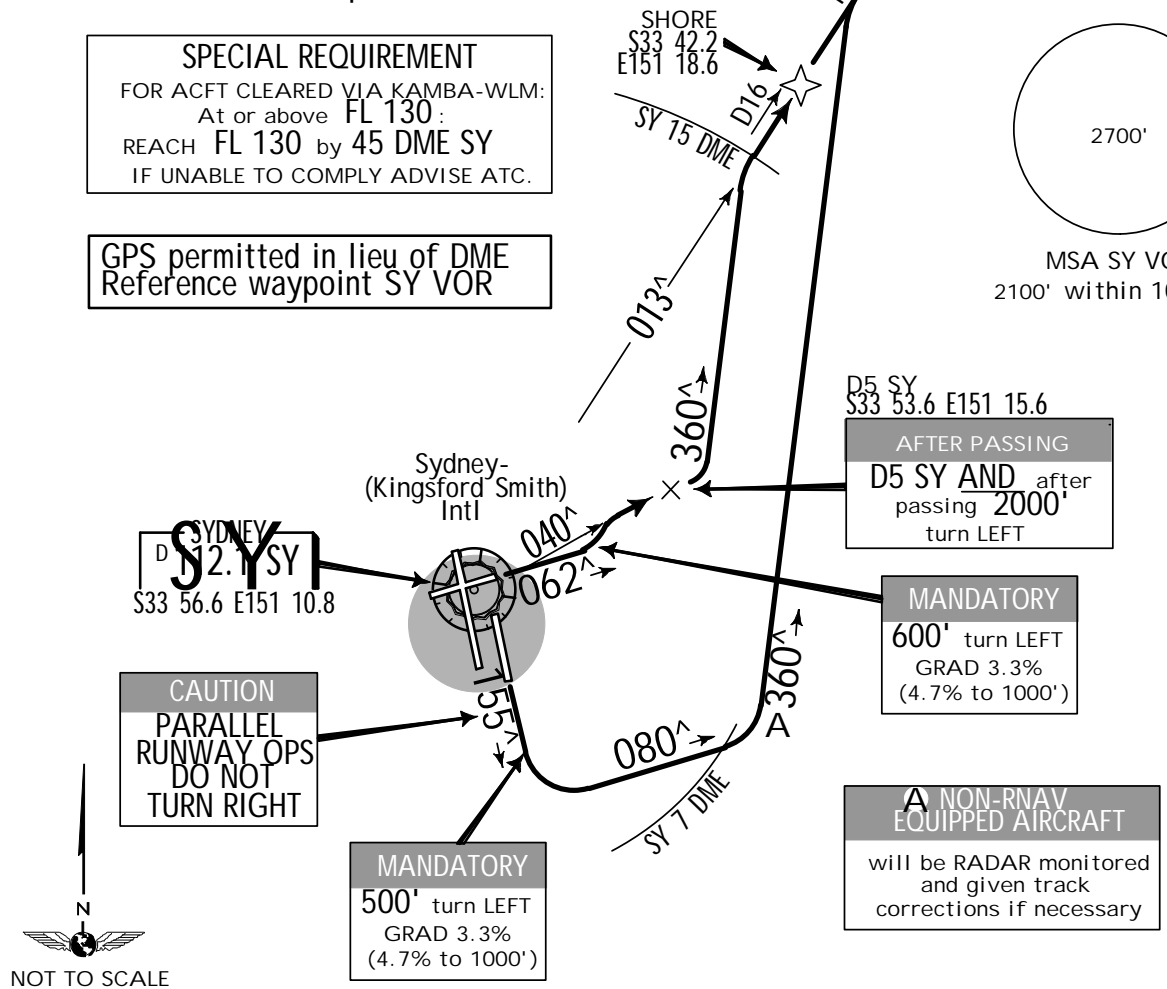 SPECIAL REQUIREMENT
FOR ACFT CLEARED VIA KAMBA-WLM:
At or above FL 130 :
REACH FL 130 by 45 DME SY
IF UNABLE TO COMPLY ADVISE ATC.
GPS permitted in lieu of DME
Reference waypoint SY VOR
SHORE
S33 42.2
E151 18.6
D16
SY 15 DME
2700'
MSA SY
2100' within
013^
360^
D5 SY
S33 53.6 E151 15.6
AFTER PASSING
D5 SY AND after
passing 2000'
turn LEFT
Sydney-
(Kingsford Smith)
Intl
SYDNEY
D
SY
S33 56.6 E151 10.8
040^
062^
MANDATORY
600' turn LEFT
GRAD 3.3%
(4.7% to 1000')
CAUTION
PARALLEL
RUNWAY OPS
DO NOT
TURN RIGHT
155^
080^
360^
A
SY 7 DME
MANDATORY
500' turn LEFT
GRAD 3.3%
(4.7% to 1000')
A NON-RNAV
EQUIPPED AIRCRAFT
will be RADAR monitored
and given track
corrections if necessary
N
NOT TO SCALE